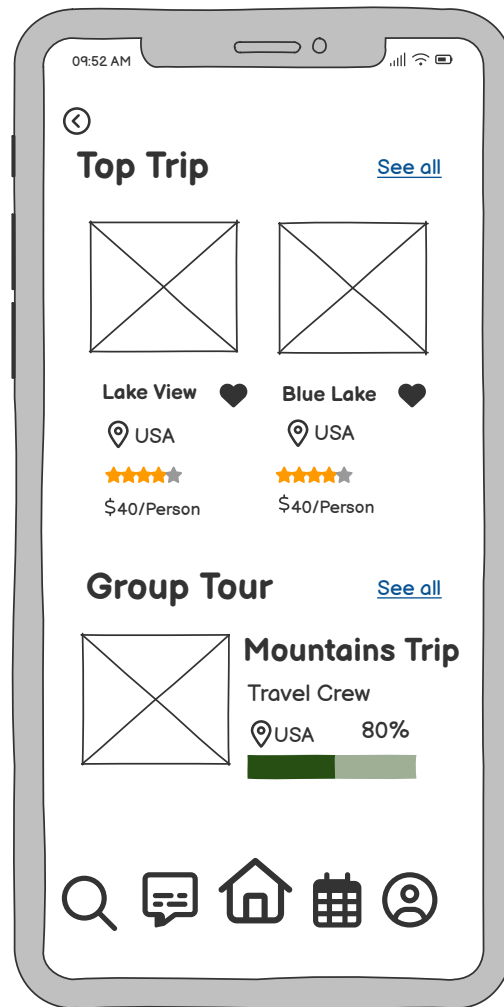 09:52 AM
Top Trip
See all
Lake View
Blue Lake
USA
USA
$40/Person
$40/Person
Group Tour
See all
Mountains Trip
Travel Crew
USA
80%